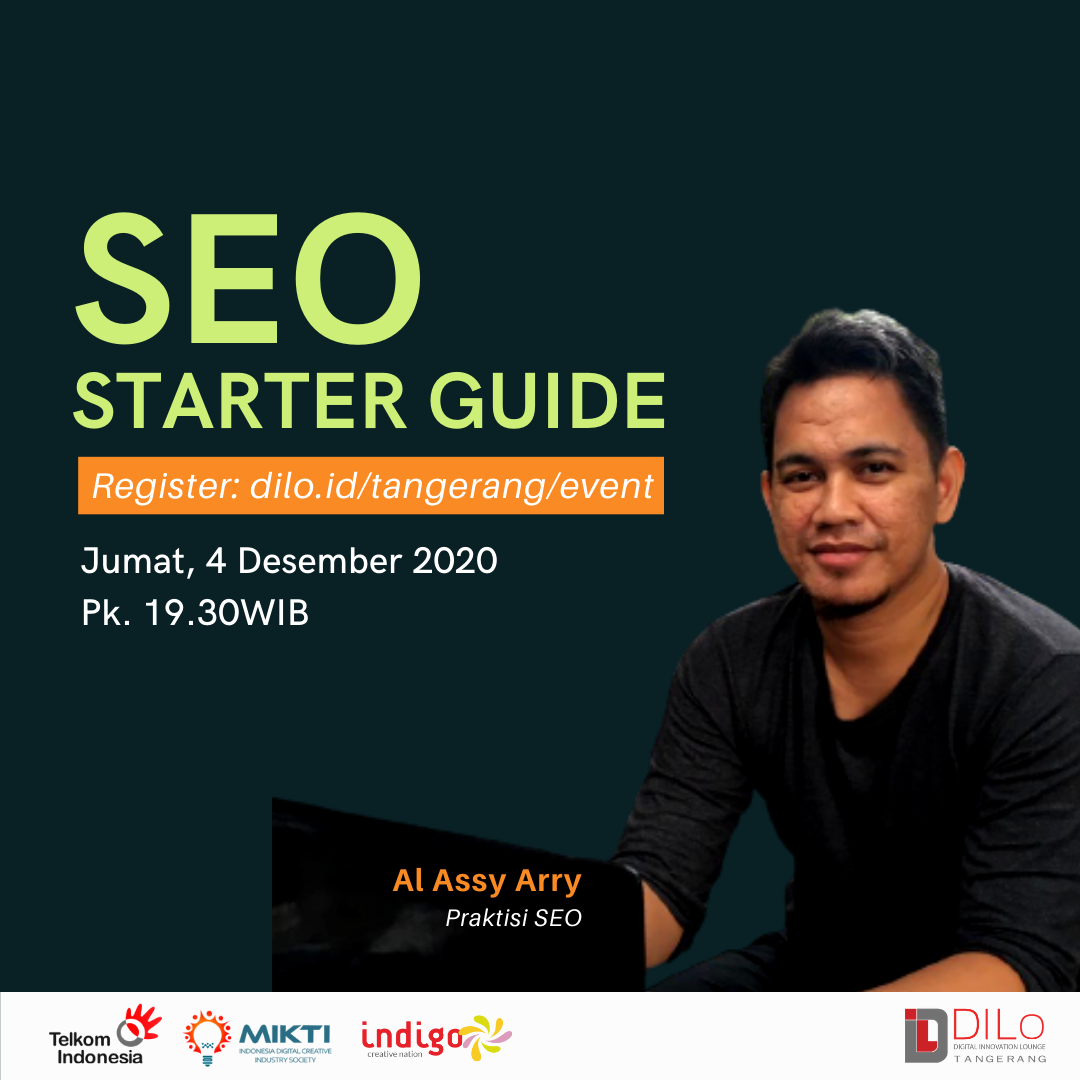 SEO
STARTER GUIDE
Register: dilo.id/tangerang/event
Jumat, 4 Desember 2020
Pk. 19.30WIB
Al Assy Arry
Praktisi SEO
Telkom
Indonesia
MIKTI
INDONESIA DIGITAL CREATIVE
INDUSTRY SOCIETY
indigo
creative nation
DILo
DIGITAL INNOVATION LOUNGE
TANGERANG